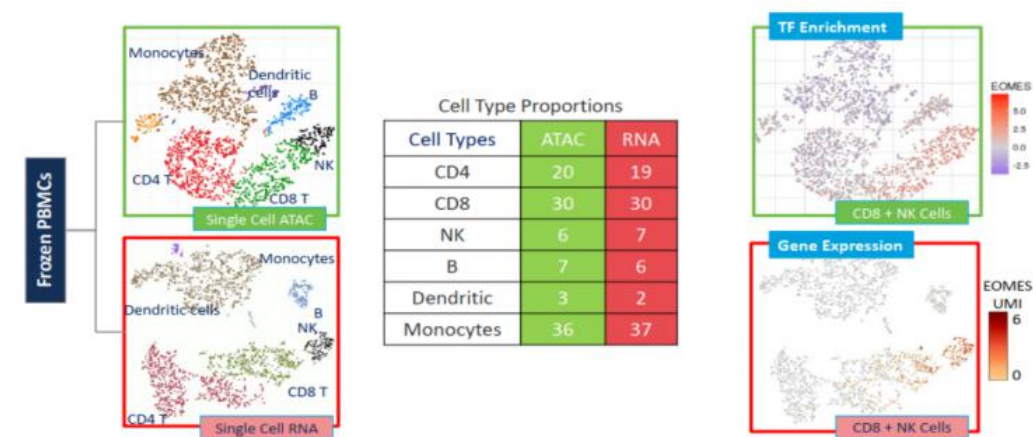 Frozen PBMCs
Monocytes
Dendritic
cells
B
NK
CD4 T
CD8 T
Single Cell ATAC
Monocytes
Dendritic cells
B
NK
CD8 T
CD4 T
Single Cell RNA
Cell Type Proportions
Cell Types ATAC RNA
CD4 20 19
CD8 30 30
NK 6 7
B 7 6
Dendritic 3 2
Monocytes 36 37
TF Enrichment
EOMES
5.0
2.5
0.0
-2.5
CD8 + NK Cells
Gene Expression
EOMES
UMI
6
0
CD8 + NK Cells